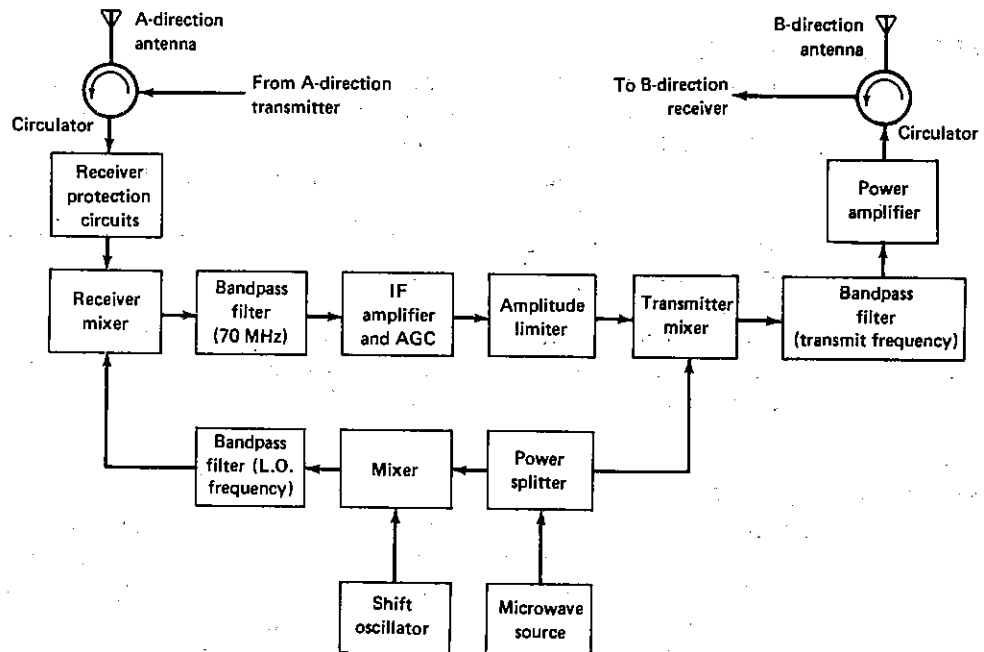 A-direction
antenna
B-direction
antenna
From A-direction
transmitter
To B-direction
receiver
Circulator
Circulator
Receiver
protection
circuits
Power
amplifier
Receiver
mixer
Bandpass
filter
(70 MHz)
IF
amplifier
and AGC
Amplitude
limiter
Transmitter
mixer
Bandpass
filter
(transmit frequency)
Bandpass
filter (L.O.
frequency)
Mixer
Power
splitter
Shift
oscillator
Microwave
source